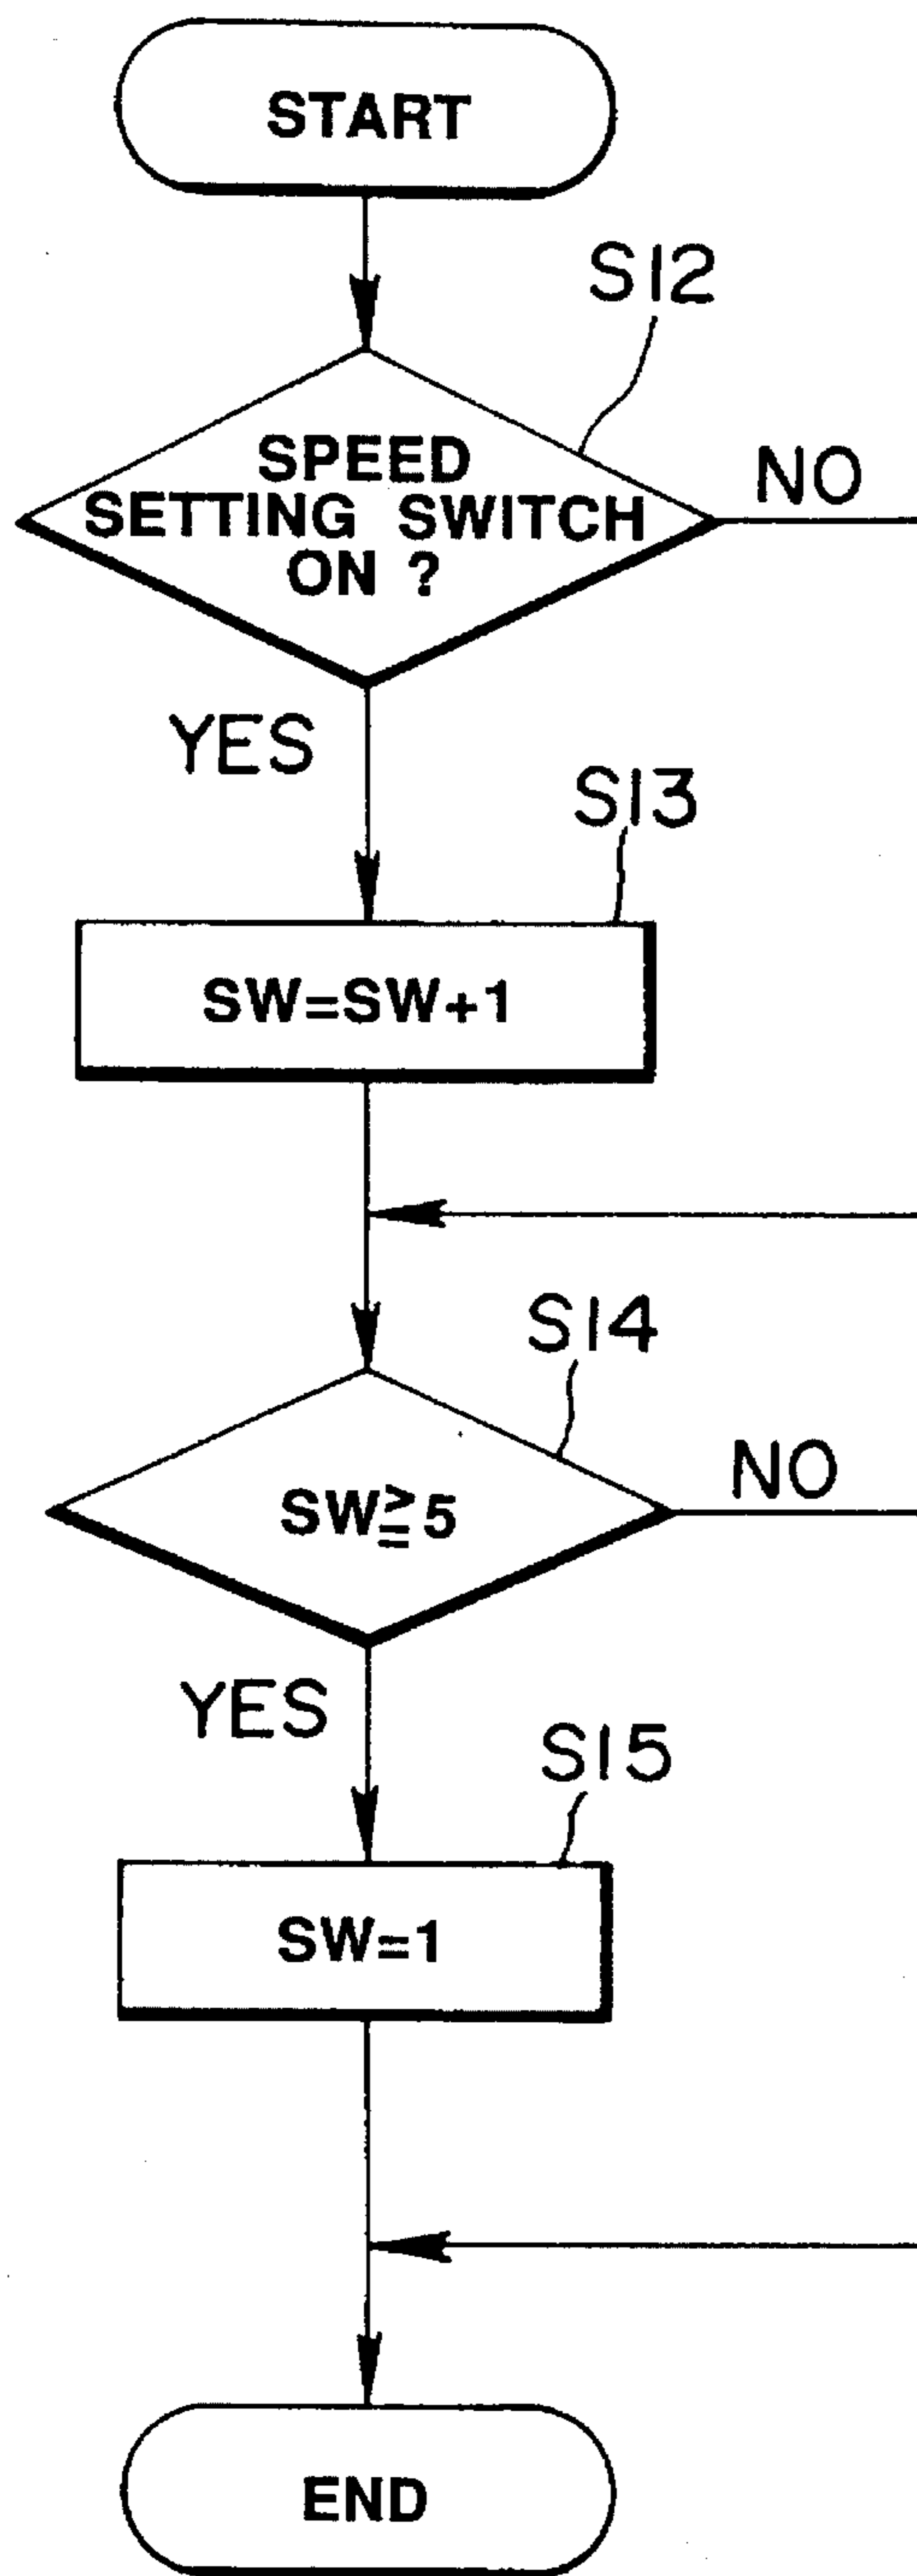 START
S12
SPEED
SETTING SWITCH
ON ?
NO
YES
S13
SW=SW+1
S14
SW≧5
NO
YES
S15
SW=1
END